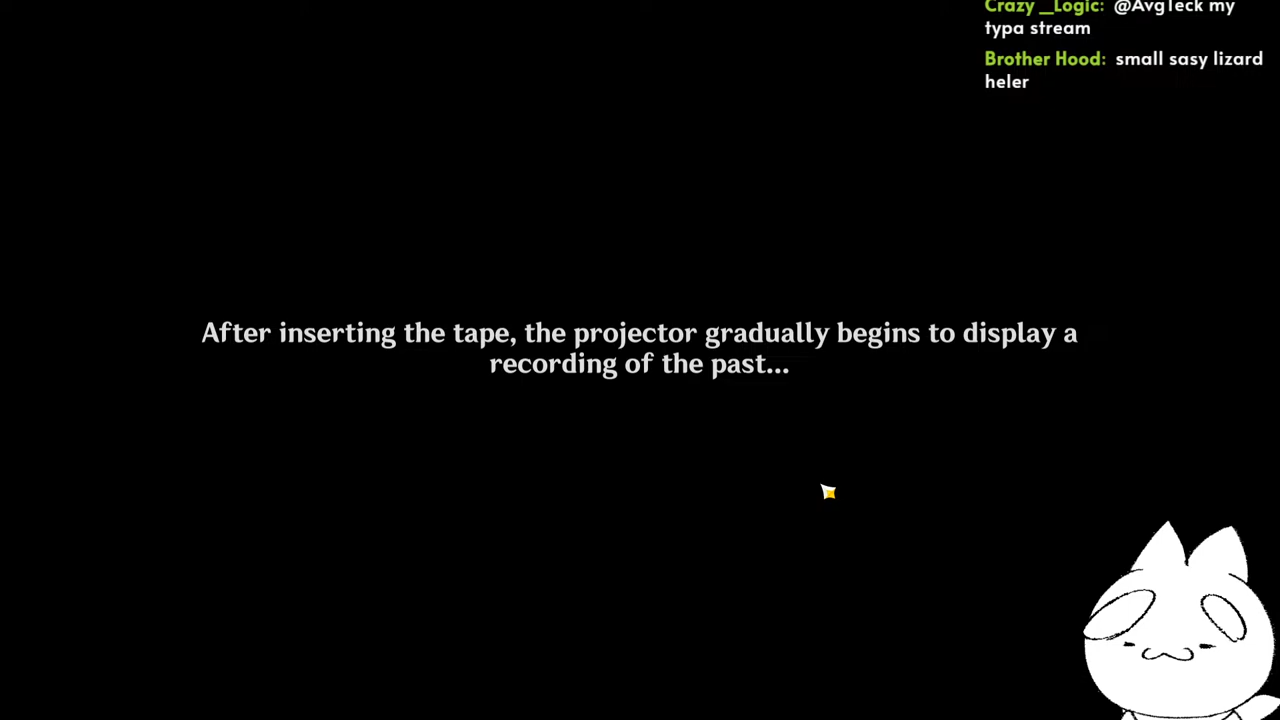 Crazy _Logic: @AvgTeck my
typa stream
Brother Hood: small sasy lizard
heler
After inserting the tape, the projector gradually begins to display a
recording of the past...